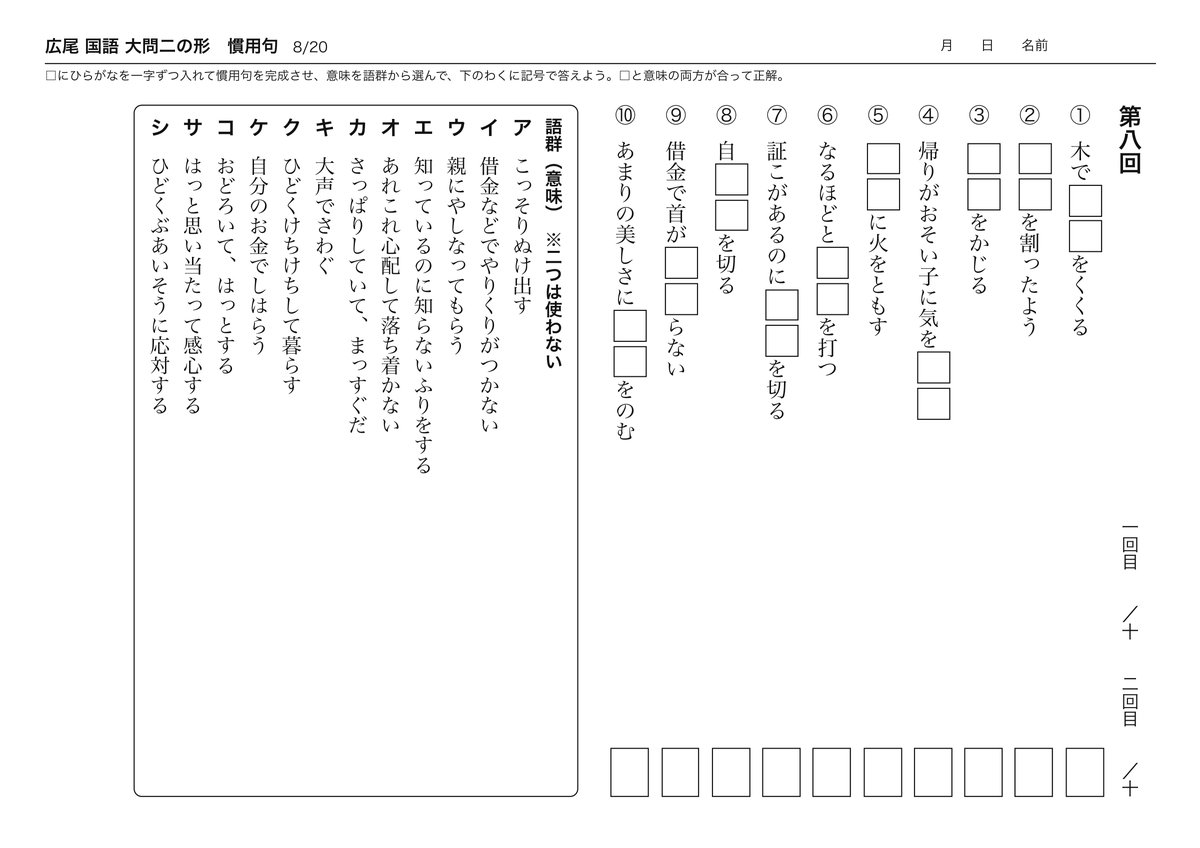 広尾 国語 大問二の形　慣用句　8/20
月　日　名前
□にひらがなを一字ずつ入れて慣用句を完成させ、意味を語群から選んで、下のわくに記号で答えよう。□と意味の両方が合って正解。
第八回　一回目　／十　二回目　／十
① 木で□□をくくる
② □□を割ったよう
③ □□をかじる
④ 帰りがおそい子に気を□□
⑤ □□に火をともす
⑥ なるほどと□□を打つ
⑦ 証こがあるのに□□を切る
⑧ 自□□を切る
⑨ 借金で首が□□らない
⑩ あまりの美しさに□□をのむ
語群（意味）　※二つは使わない
ア　こっそりぬけ出す
イ　借金などでやりくりがつかない
ウ　親にやしなってもらう
エ　知っているのに知らないふりをする
オ　あれこれ心配して落ち着かない
カ　さっぱりしていて、まっすぐだ
キ　大声でさわぐ
ク　ひどくけちけちして暮らす
ケ　自分のお金でしはらう
コ　おどろいて、はっとする
サ　はっと思い当たって感心する
シ　ひどくぶあいそうに応対する